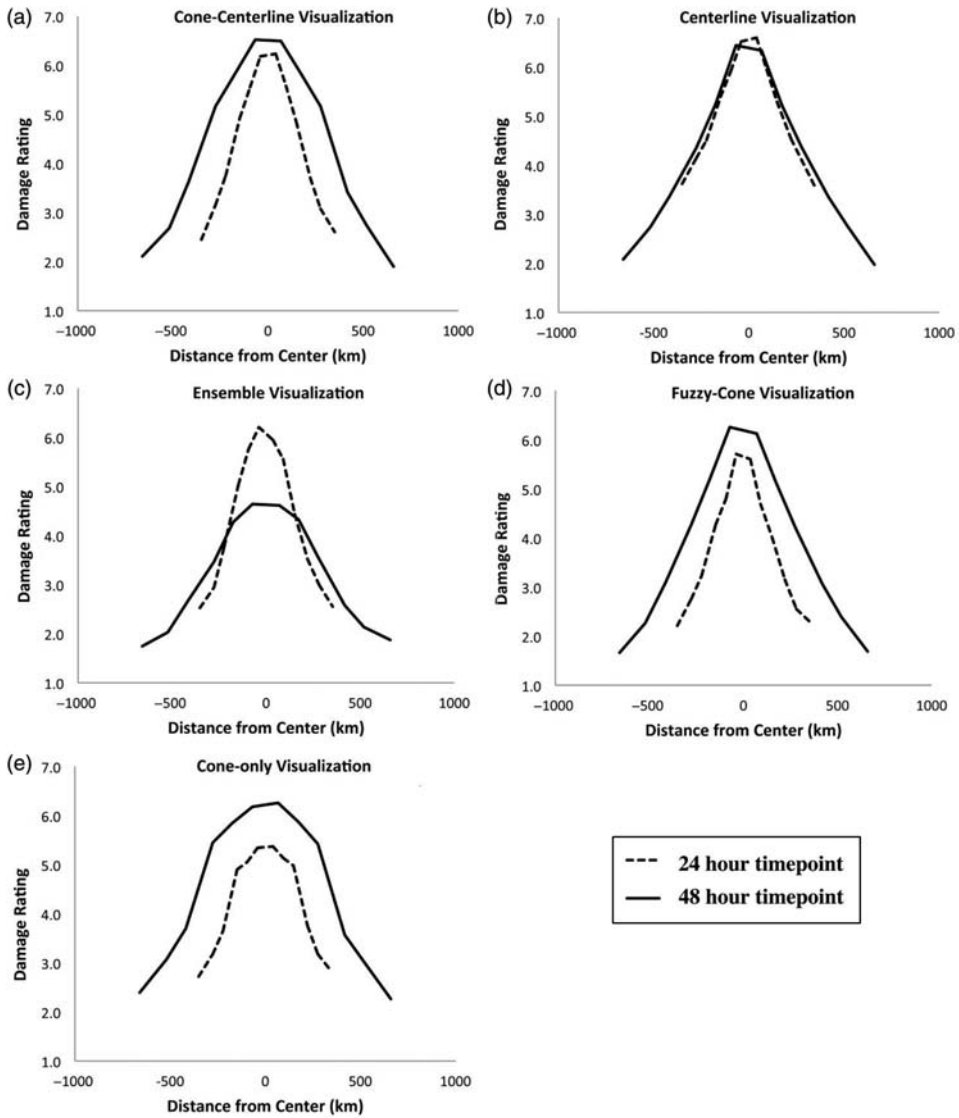 (a)
Cone-Centerline Visualization
7.0
6.0
5.0
4.0
3.0
2.0
1.0
Damage Rating
−1000 −500 0 500 1000
Distance from Center (km)
(b)
Centerline Visualization
7.0
6.0
5.0
4.0
3.0
2.0
1.0
Damage Rating
−1000 -500 0 500 1000
Distance from Center (km)
(c)
Ensemble Visualization
7.0
6.0
5.0
4.0
3.0
2.0
1.0
Damage Rating
−1000 −500 0 500 1000
Distance from Center (km)
(d)
Fuzzy-Cone Visualization
7.0
6.0
5.0
4.0
3.0
2.0
1.0
Damage Rating
−1000 −500 0 500 1000
Distance from Center (km)
(e)
Cone-only Visualization
7.0
6.0
5.0
4.0
3.0
2.0
1.0
Damage Rating
−1000 -500 0 500 1000
Distance from Center (km)
24 hour timepoint
48 hour timepoint